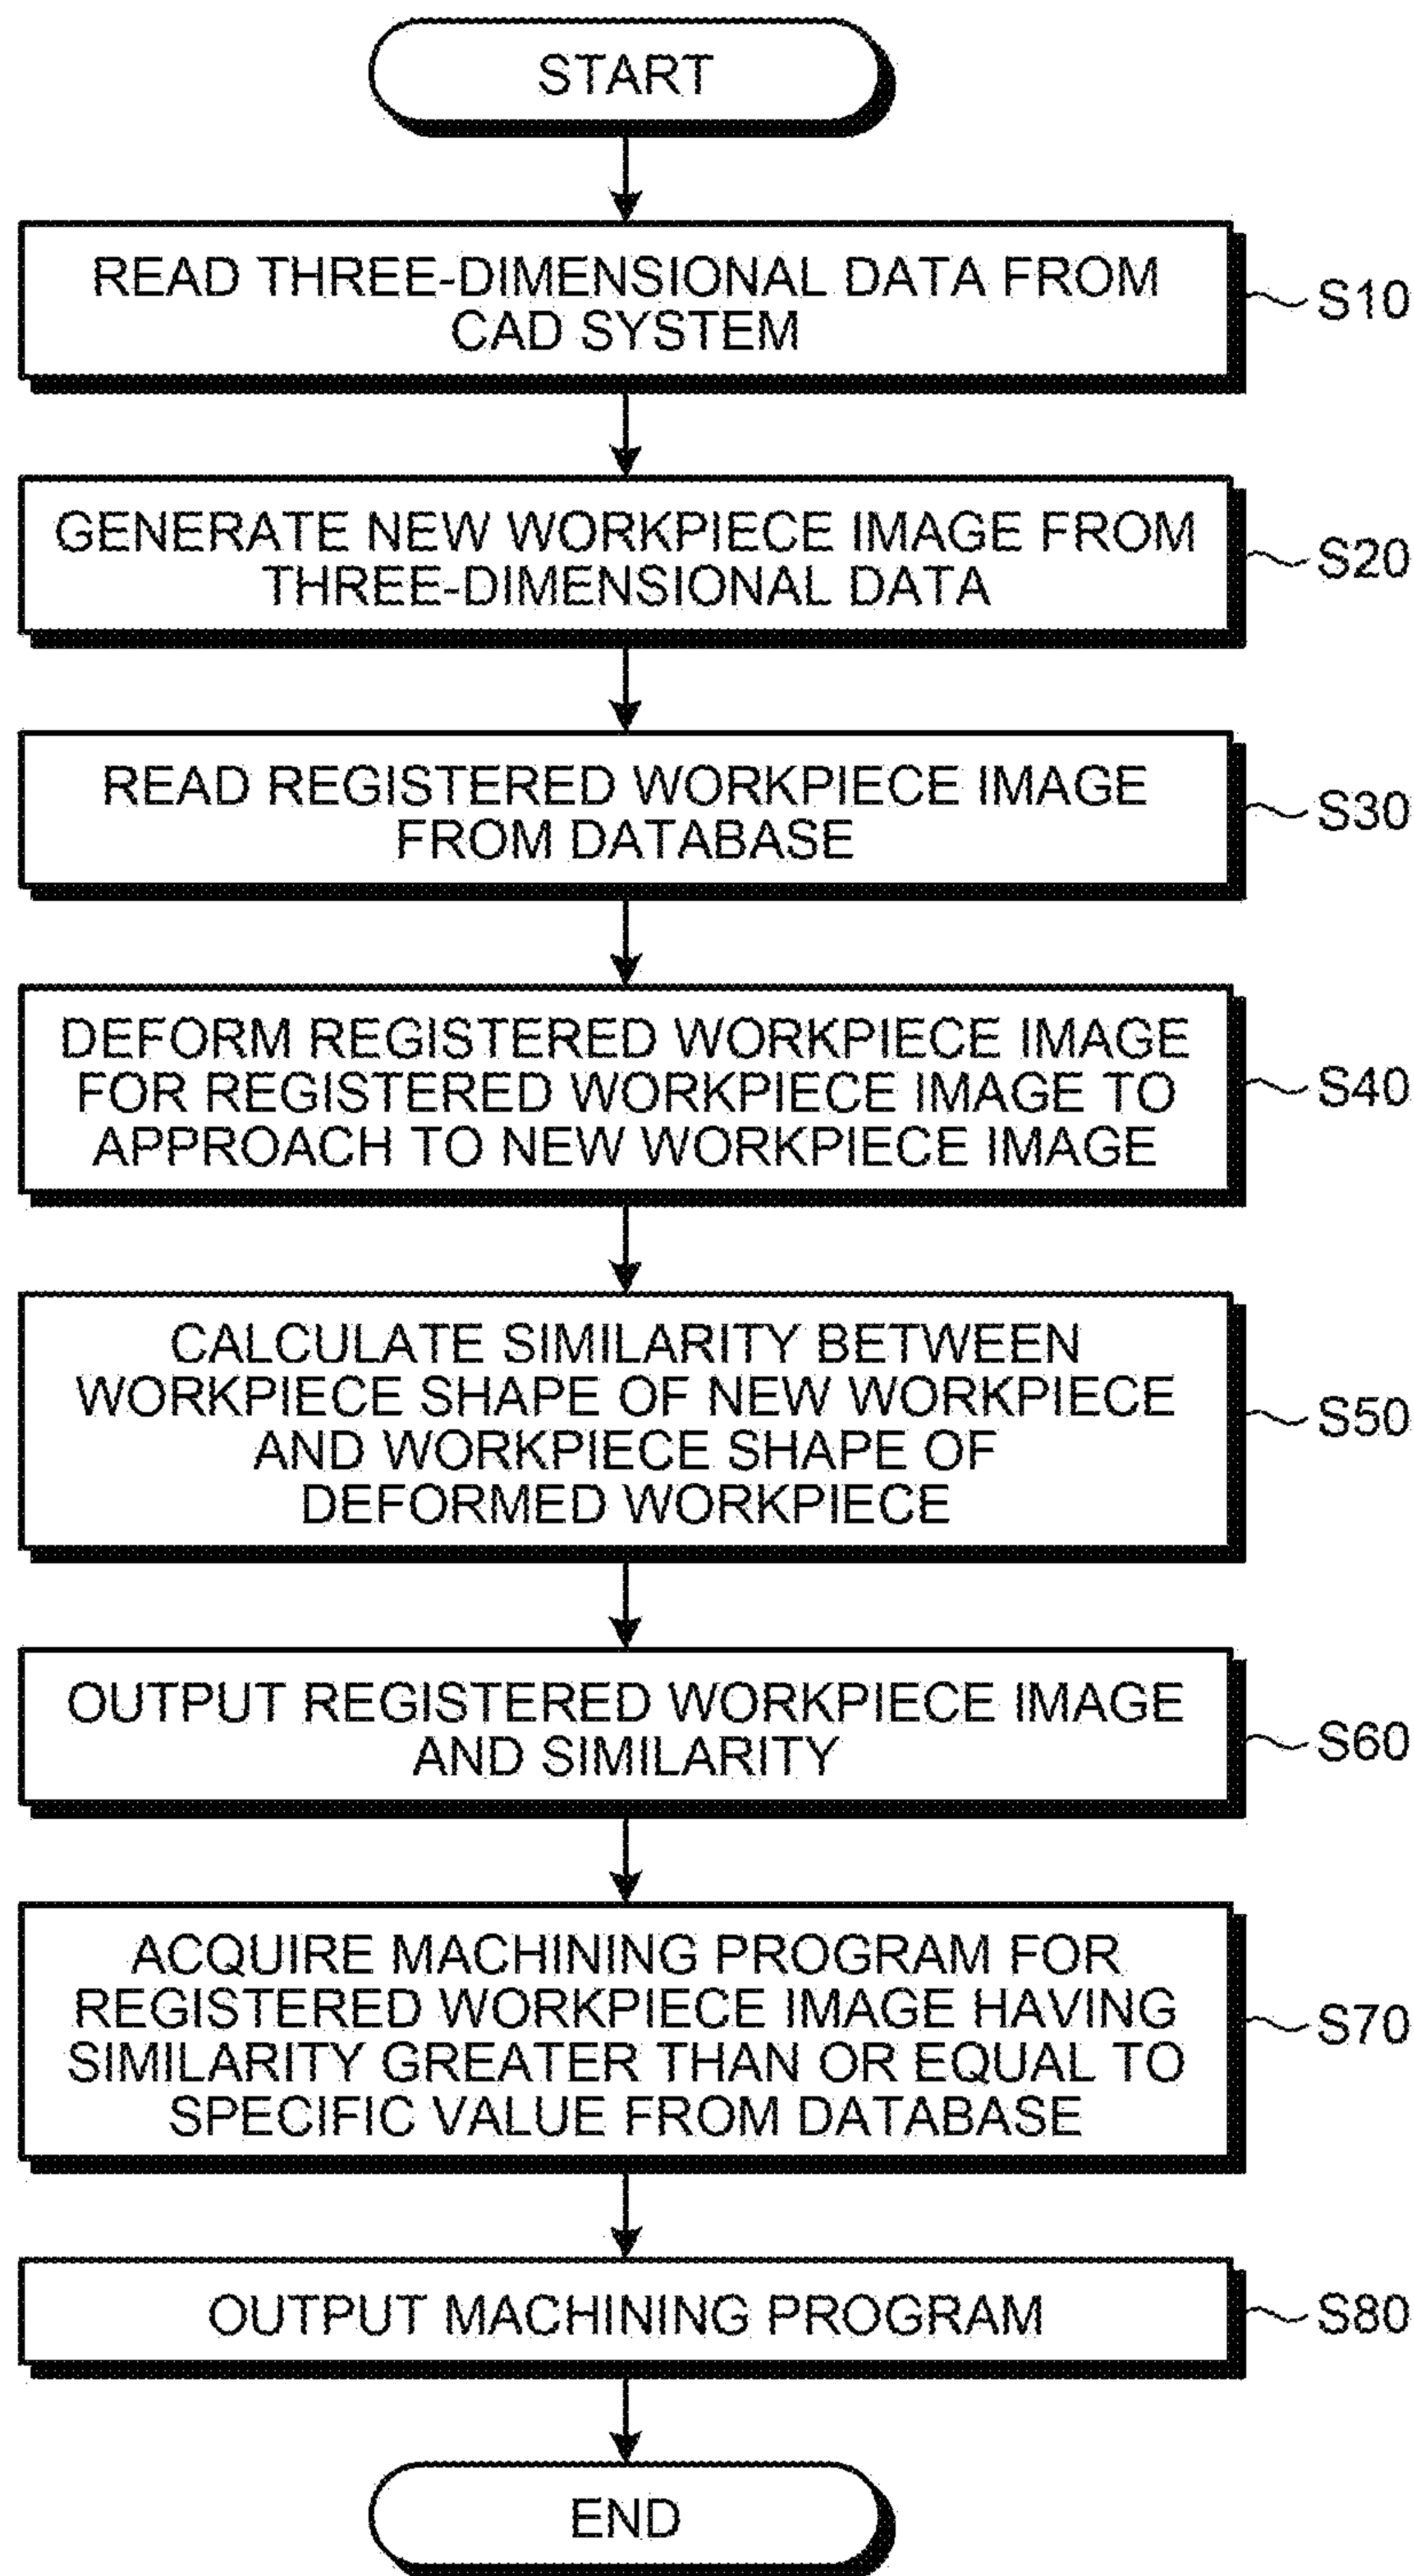 START
READ THREE-DIMENSIONAL DATA FROM
CAD SYSTEM
S10
GENERATE NEW WORKPIECE IMAGE FROM
THREE-DIMENSIONAL DATA
S20
READ REGISTERED WORKPIECE IMAGE
FROM DATABASE
S30
DEFORM REGISTERED WORKPIECE IMAGE
FOR REGISTERED WORKPIECE IMAGE TO
APPROACH TO NEW WORKPIECE IMAGE
S40
CALCULATE SIMILARITY BETWEEN
WORKPIECE SHAPE OF NEW WORKPIECE
AND WORKPIECE SHAPE OF
DEFORMED WORKPIECE
S50
OUTPUT REGISTERED WORKPIECE IMAGE
AND SIMILARITY
S60
ACQUIRE MACHINING PROGRAM FOR
REGISTERED WORKPIECE IMAGE HAVING
SIMILARITY GREATER THAN OR EQUAL TO
SPECIFIC VALUE FROM DATABASE
S70
OUTPUT MACHINING PROGRAM
S80
END